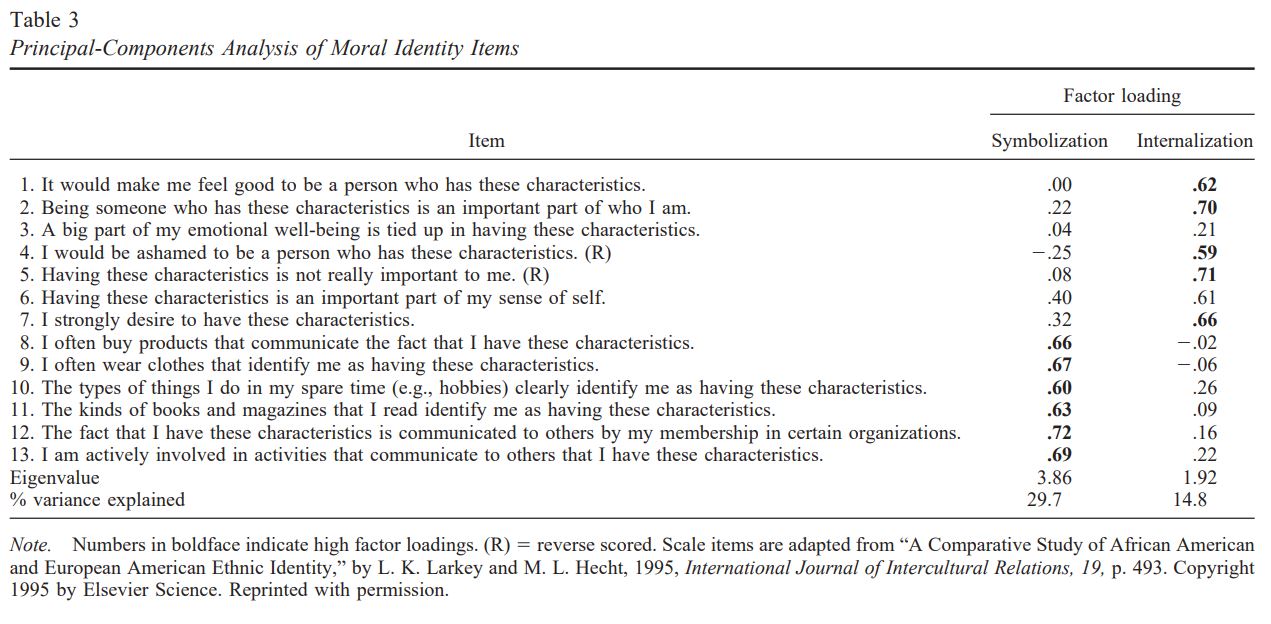 Table 3
Principal-Components Analysis of Moral Identity Items
Factor loading
Item Symbolization Internalization
1. It would make me feel good to be a person who has these characteristics. .00 .62
2. Being someone who has these characteristics is an important part of who I am. .22 .70
3. A big part of my emotional well-being is tied up in having these characteristics. .04 .21
4. I would be ashamed to be a person who has these characteristics. (R) −.25 .59
5. Having these characteristics is not really important to me. (R) .08 .71
6. Having these characteristics is an important part of my sense of self. .40 .61
7. I strongly desire to have these characteristics. .32 .66
8. I often buy products that communicate the fact that I have these characteristics. .66 −.02
9. I often wear clothes that identify me as having these characteristics. .67 −.06
10. The types of things I do in my spare time (e.g., hobbies) clearly identify me as having these characteristics. .60 .26
11. The kinds of books and magazines that I read identify me as having these characteristics. .63 .09
12. The fact that I have these characteristics is communicated to others by my membership in certain organizations. .72 .16
13. I am actively involved in activities that communicate to others that I have these characteristics. .69 .22
Eigenvalue 3.86 1.92
% variance explained 29.7 14.8
Note. Numbers in boldface indicate high factor loadings. (R) = reverse scored. Scale items are adapted from “A Comparative Study of African American
and European American Ethnic Identity,” by L. K. Larkey and M. L. Hecht, 1995, International Journal of Intercultural Relations, 19, p. 493. Copyright
1995 by Elsevier Science. Reprinted with permission.